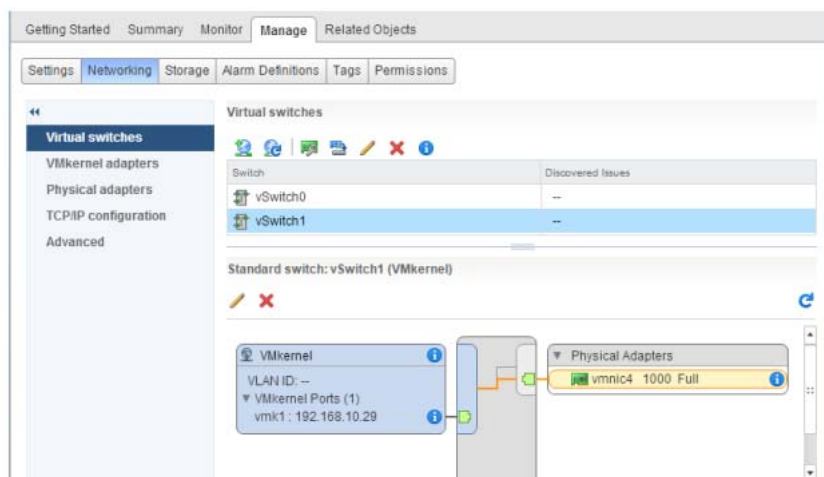 Getting Started Summary Monitor Manage Related Objects
Settings Networking Storage Alarm Definitions Tags Permissions
Virtual switches
VMkernel adapters
Physical adapters
TCP/IP configuration
Advanced
Virtual switches
Switch Discovered Issues
vSwitch0 --
vSwitch1 --
Standard switch: vSwitch1 (VMkernel)
VMkernel
VLAN ID: --
VMkernel Ports (1)
vmk1 : 192.168.10.29
Physical Adapters
vmnic4 1000 Full